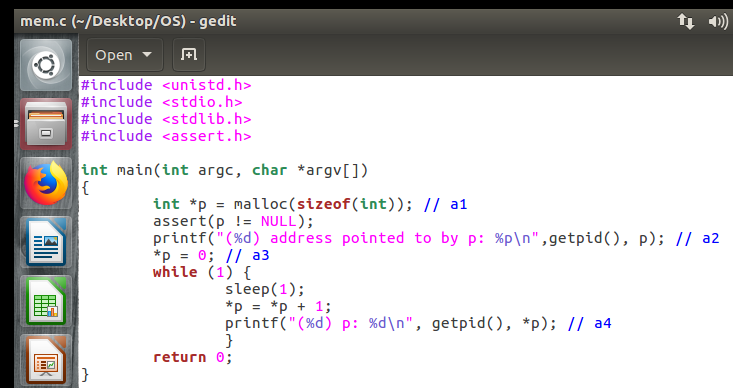 mem.c (~/Desktop/OS) - gedit
Open
#include <unistd.h>
#include <stdio.h>
#include <stdlib.h>
#include <assert.h>
int main(int argc, char *argv[])
{
        int *p = malloc(sizeof(int)); // a1
        assert(p != NULL);
        printf("(%d) address pointed to by p: %p\n",getpid(), p); // a2
        *p = 0; // a3
        while (1) {
                sleep(1);
                *p = *p + 1;
                printf("(%d) p: %d\n", getpid(), *p); // a4
                }
        return 0;
}